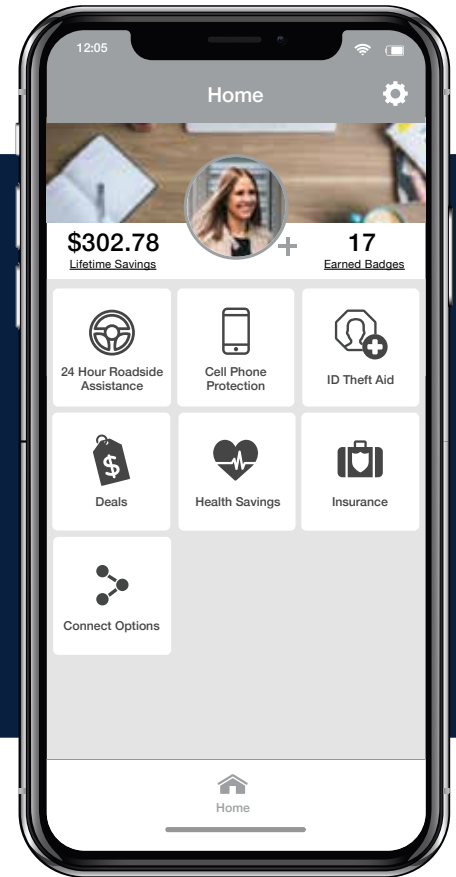 12:05
Home
$302.78
Lifetime Savings
17
Earned Badges
24 Hour Roadside
Assistance
Cell Phone
Protection
ID Theft Aid
$
Deals
Health Savings
Insurance
Connect Options
Home